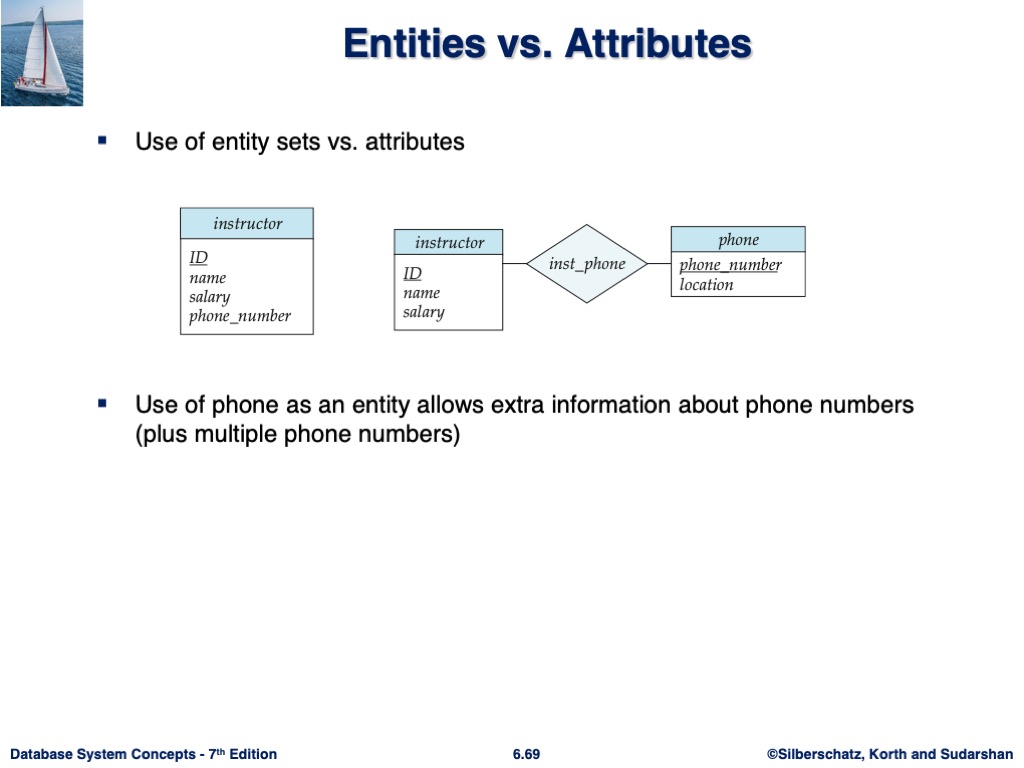 Entities vs. Attributes
▪ Use of entity sets vs. attributes
instructor
ID
name
salary
phone_number
instructor
ID
name
salary
inst_phone
phone
phone_number
location
▪ Use of phone as an entity allows extra information about phone numbers
(plus multiple phone numbers)
Database System Concepts - 7th Edition
6.69
©Silberschatz, Korth and Sudarshan